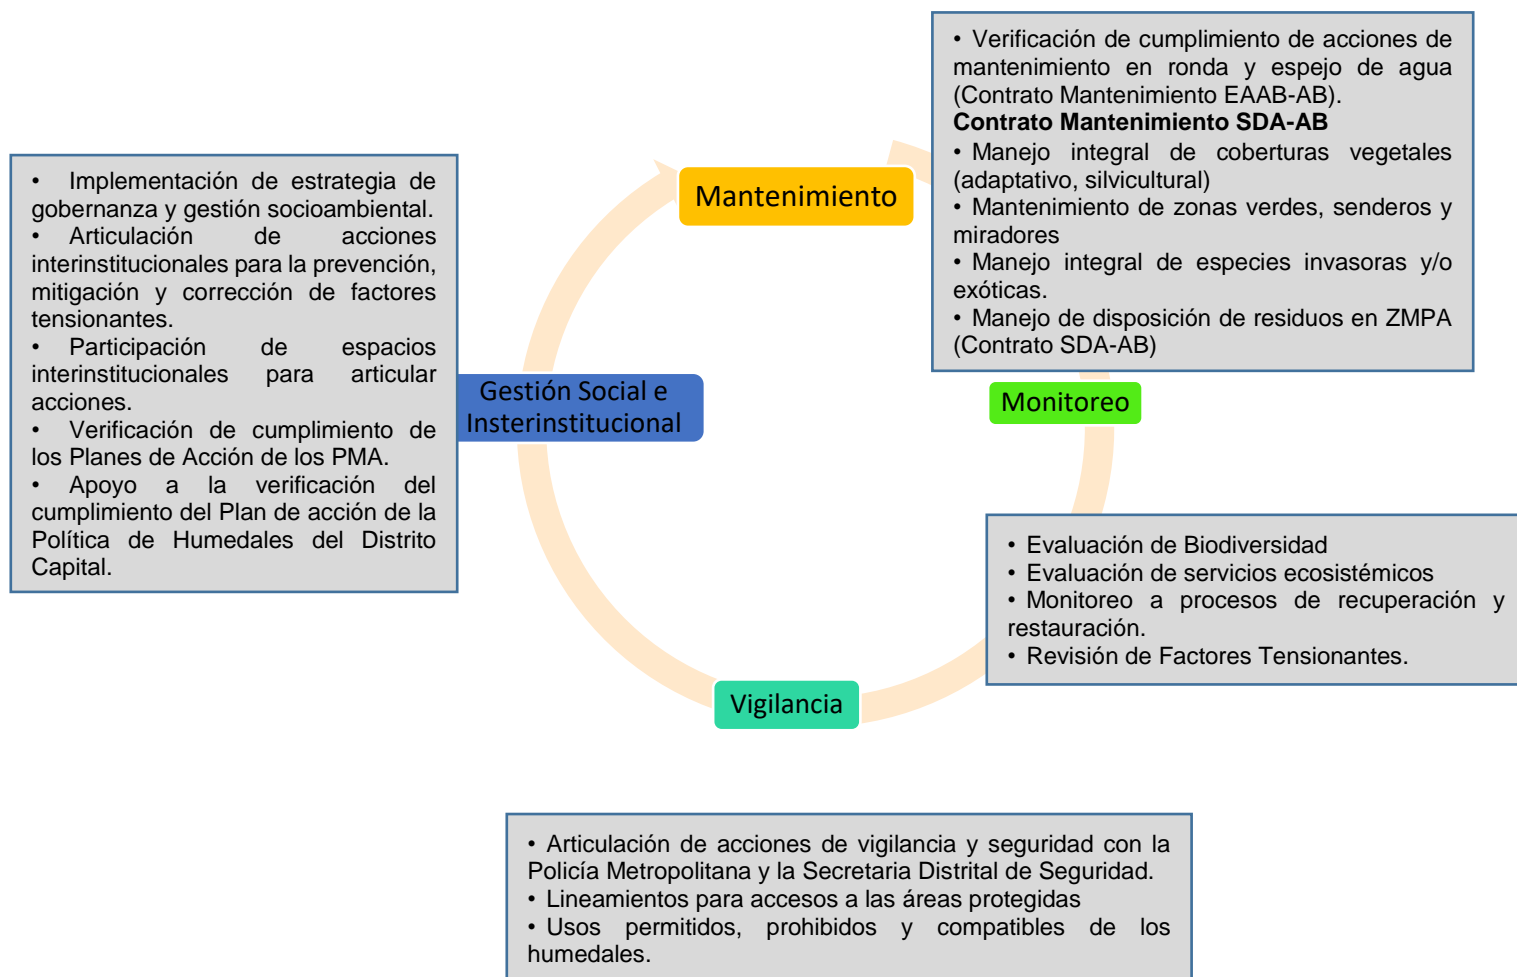 • Verificación de cumplimiento de acciones de
mantenimiento en ronda y espejo de agua
(Contrato Mantenimiento EAAB-AB).
Contrato Mantenimiento SDA-AB
• Manejo integral de coberturas vegetales
(adaptativo, silvicultural)
• Mantenimiento de zonas verdes, senderos y
miradores
• Manejo integral de especies invasoras y/o
exóticas.
• Manejo de disposición de residuos en ZMPA
(Contrato SDA-AB)
Mantenimiento
• Implementación de estrategia de
gobernanza y gestión socioambiental.
• Articulación de acciones
interinstitucionales para la prevención,
mitigación y corrección de factores
tensionantes.
• Participación de espacios
interinstitucionales para articular
acciones.
• Verificación de cumplimiento de
los Planes de Acción de los PMA.
• Apoyo a la verificación del
cumplimiento del Plan de acción de la
Política de Humedales del Distrito
Capital.
Gestión Social e
Insterinstitucional
Monitoreo
• Evaluación de Biodiversidad
• Evaluación de servicios ecosistémicos
• Monitoreo a procesos de recuperación y
restauración.
• Revisión de Factores Tensionantes.
Vigilancia
• Articulación de acciones de vigilancia y seguridad con la
Policía Metropolitana y la Secretaria Distrital de Seguridad.
• Lineamientos para accesos a las áreas protegidas
• Usos permitidos, prohibidos y compatibles de los
humedales.